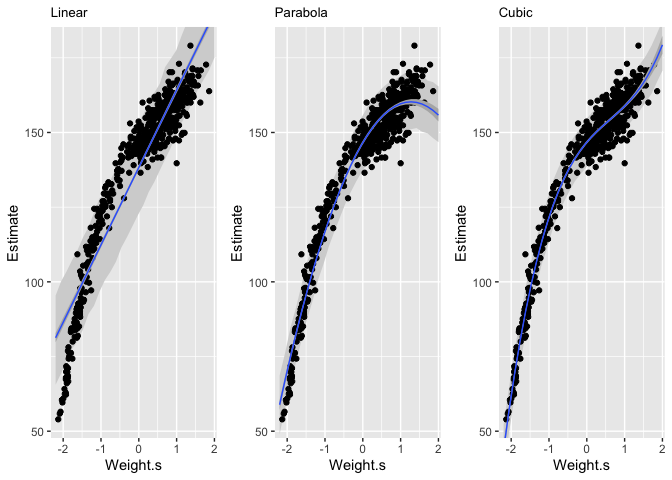 Linear
Parabola
Cubic
Estimate
150
100
50
-2 -1 0 1 2
Weight.s
Estimate
150
100
50
-2 -1 0 1 2
Weight.s
Estimate
150
100
50
-2 -1 0 1 2
Weight.s